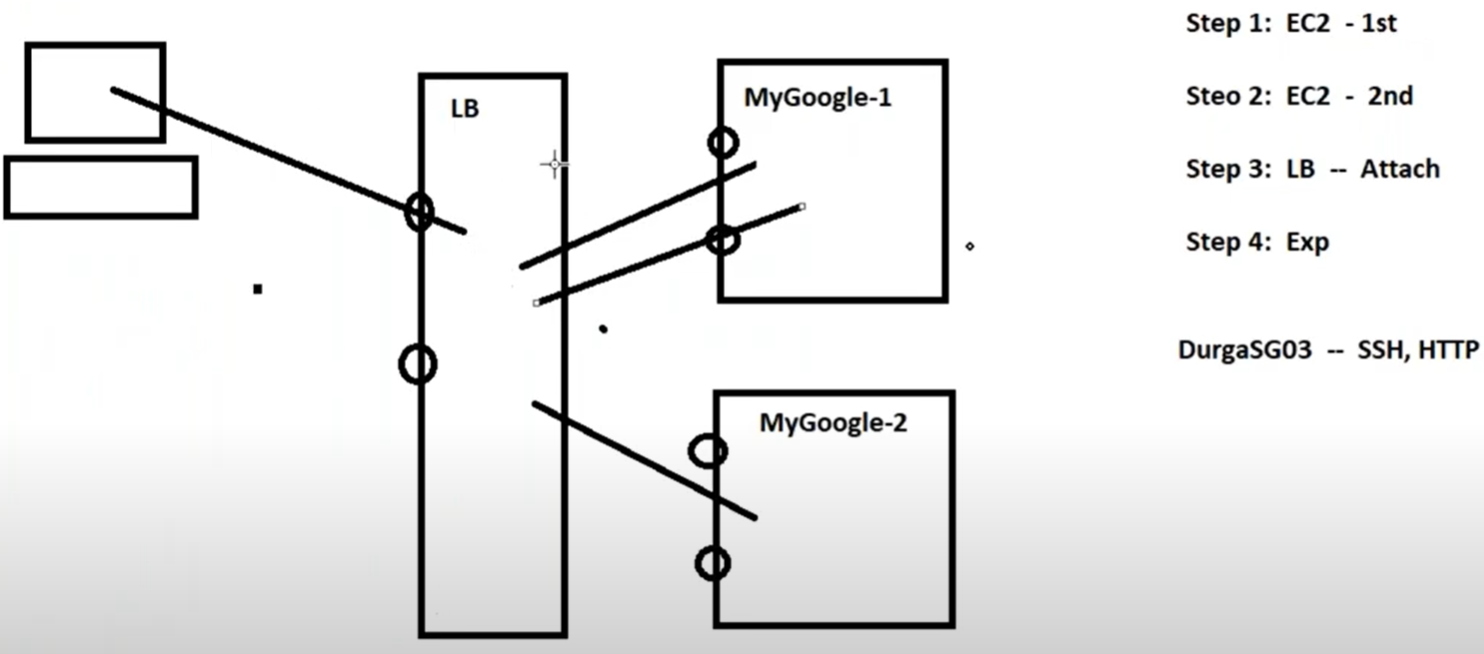 LB
MyGoogle-1
MyGoogle-2
Step 1:  EC2  - 1st
Steo 2:  EC2  -  2nd
Step 3:  LB  --  Attach
Step 4:  Exp
DurgaSG03  --  SSH, HTTP